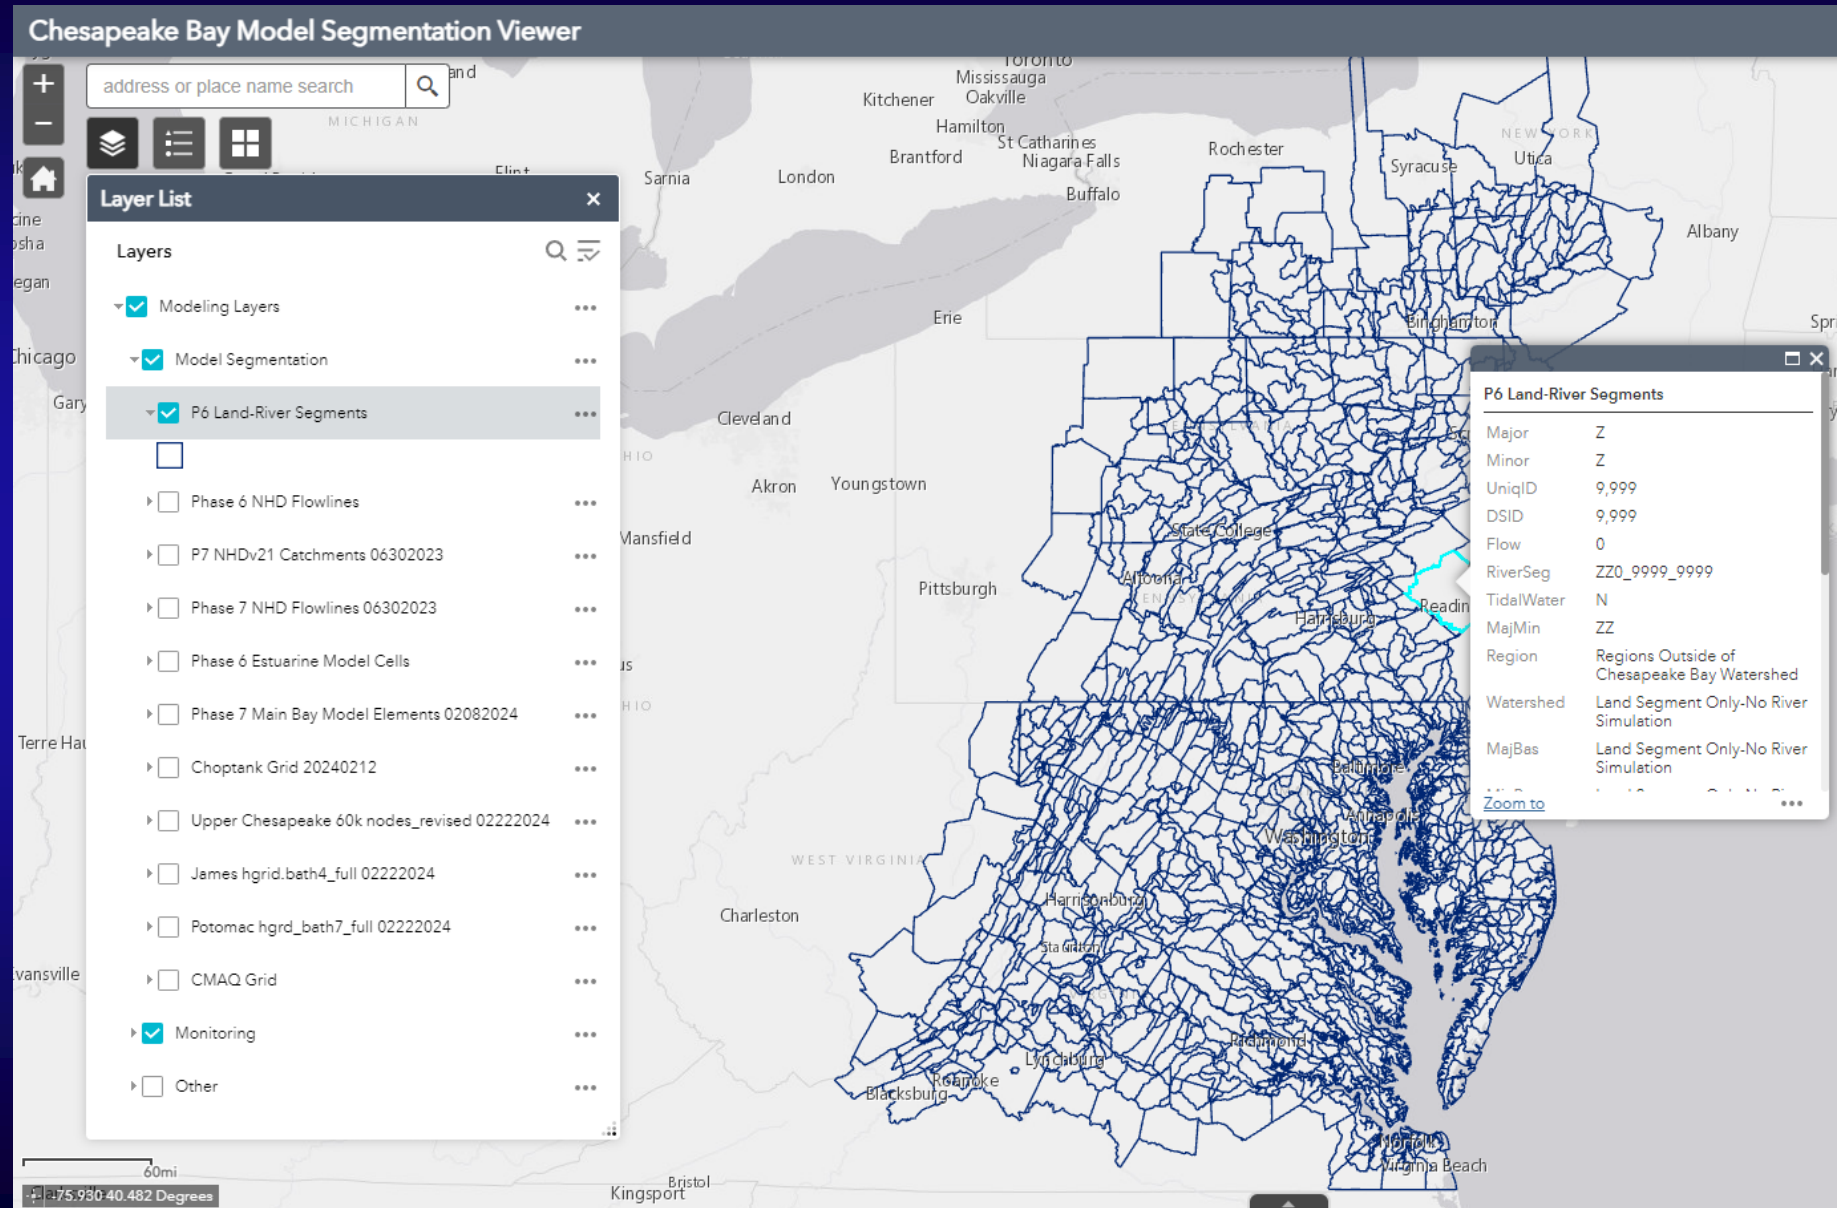 Chesapeake Bay Model Segmentation Viewer
+
address or place name search
−
Layer List
Layers
Modeling Layers
Model Segmentation
P6 Land-River Segments
Phase 6 NHD Flowlines
P7 NHDv21 Catchments 06302023
Phase 7 NHD Flowlines 06302023
Phase 6 Estuarine Model Cells
Phase 7 Main Bay Model Elements 02082024
Choptank Grid 20240212
Upper Chesapeake 60k nodes_revised 02222024
James hgrid.bath4_full 02222024
Potomac hgrd_bath7_full 02222024
CMAQ Grid
Monitoring
Other
60mi
-75.930 40.482 Degrees
MICHIGAN
Toronto
Mississauga
Kitchener
Oakville
Hamilton
St Catharines
Brantford
Niagara Falls
Rochester
NEW YORK
Syracuse
Utica
Sarnia
London
Buffalo
Albany
Erie
Binghamton
Chicago
Gary
Cleveland
PENNSYLVANIA
Akron
Youngstown
Mansfield
State College
Altoona
Pittsburgh
Readin
Harrisburg
Terre Hau
Baltimore
Annapolis
Washington
WEST VIRGINIA
Harrisonburg
Charleston
Staunton
VIRGINIA
Richmond
Lynchburg
Roanoke
Blacksburg
Norfolk
Virginia Beach
Bristol
Kingsport
P6 Land-River Segments
Major Z
Minor Z
UniqID 9,999
DSID 9,999
Flow 0
RiverSeg ZZ0_9999_9999
TidalWater N
MajMin ZZ
Region Regions Outside of
Chesapeake Bay Watershed
Watershed Land Segment Only-No River
Simulation
MajBas Land Segment Only-No River
Simulation
Zoom to